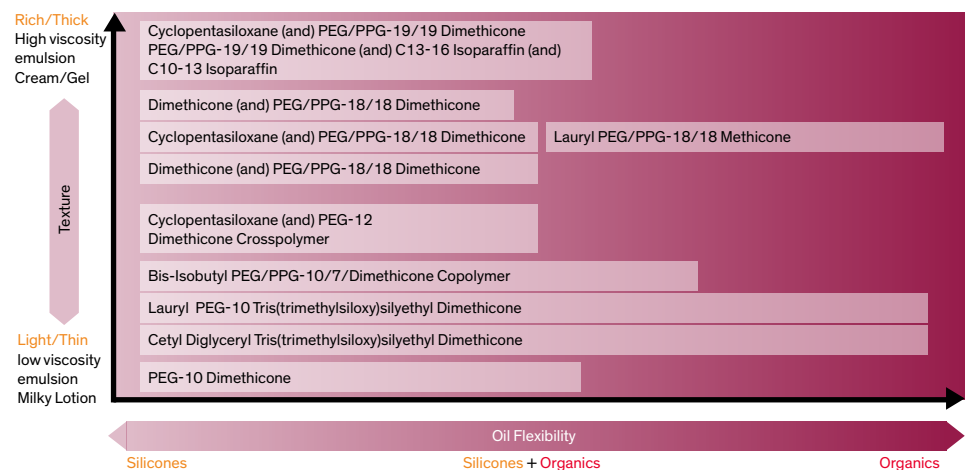 Rich/Thick
High viscosity
emulsion
Cream/Gel
Texture
Light/Thin
low viscosity
emulsion
Milky Lotion
Cyclopentasiloxane (and) PEG/PPG-19/19 Dimethicone
PEG/PPG-19/19 Dimethicone (and) C13-16 Isoparaffin (and)
C10-13 Isoparaffin
Dimethicone (and) PEG/PPG-18/18 Dimethicone
Cyclopentasiloxane (and) PEG/PPG-18/18 Dimethicone
Lauryl PEG/PPG-18/18 Methicone
Dimethicone (and) PEG/PPG-18/18 Dimethicone
Cyclopentasiloxane (and) PEG-12
Dimethicone Crosspolymer
Bis-Isobutyl PEG/PPG-10/7/Dimethicone Copolymer
Lauryl PEG-10 Tris(trimethylsiloxy)silyethyl Dimethicone
Cetyl Diglyceryl Tris(trimethylsiloxy)silyethyl Dimethicone
PEG-10 Dimethicone
Oil Flexibility
Silicones
Silicones + Organics
Organics